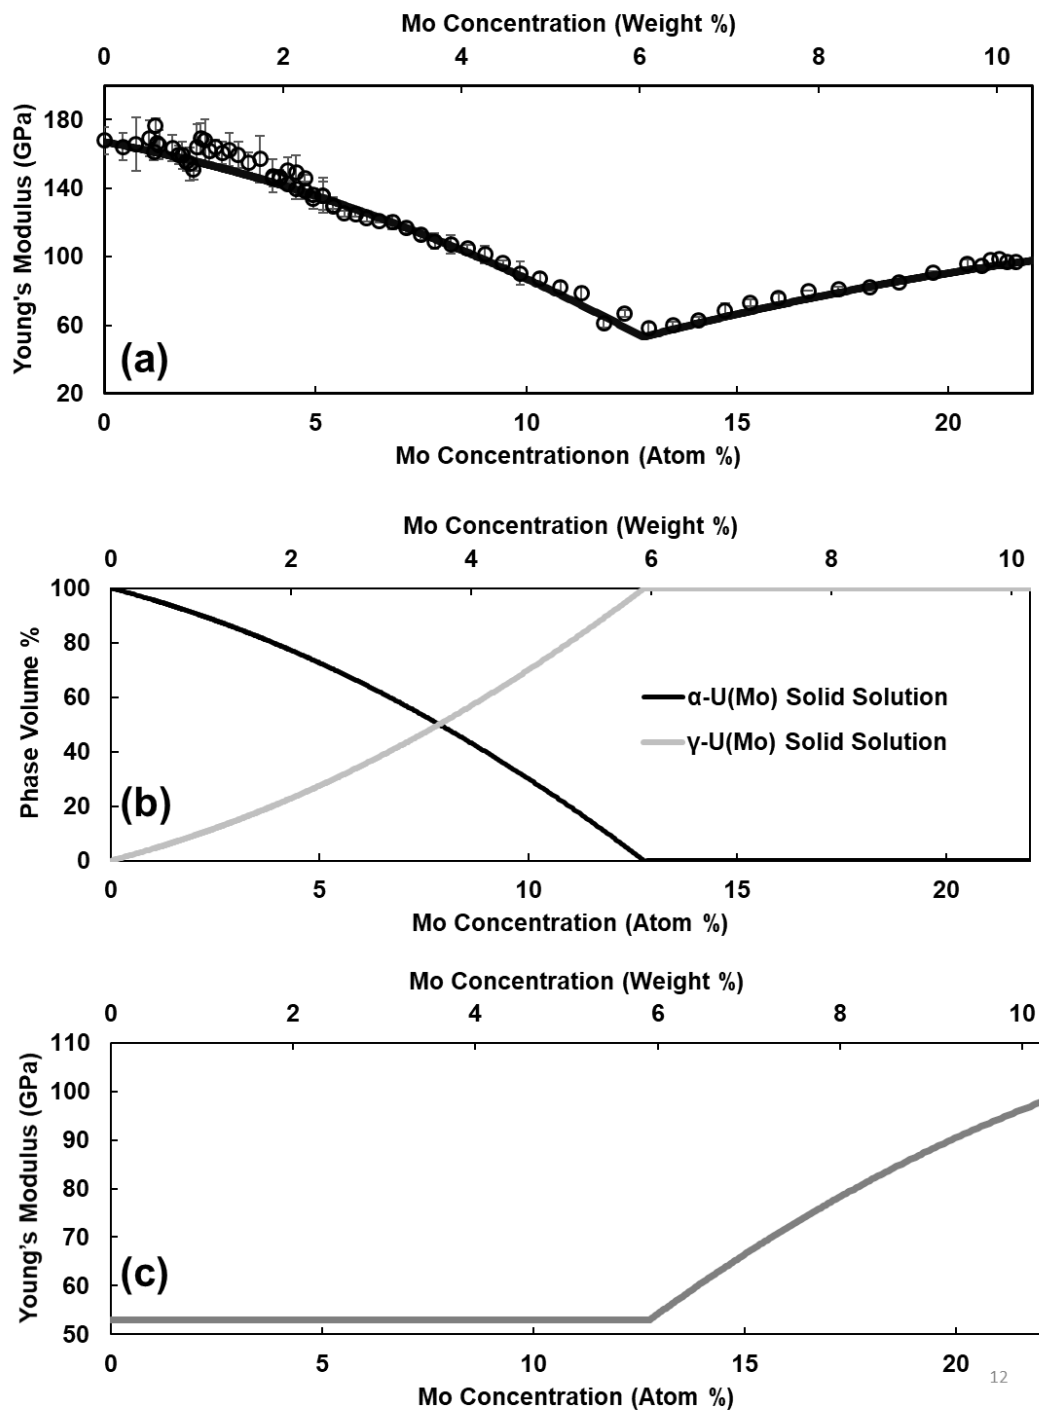 Mo Concentration (Weight %)
0 2 4 6 8 10
Young's Modulus (GPa)
180
140
100
60
20
(a)
0 5 10 15 20
Mo Concentrationon (Atom %)
Mo Concentration (Weight %)
0 2 4 6 8 10
Phase Volume %
100
80
60
40
20
0
α-U(Mo) Solid Solution
γ-U(Mo) Solid Solution
(b)
0 5 10 15 20
Mo Concentration (Atom %)
Mo Concentration (Weight %)
0 2 4 6 8 10
Young’s Modulus (GPa)
110
100
90
80
70
60
50
(c)
0 5 10 15 20
Mo Concentration (Atom %)
12